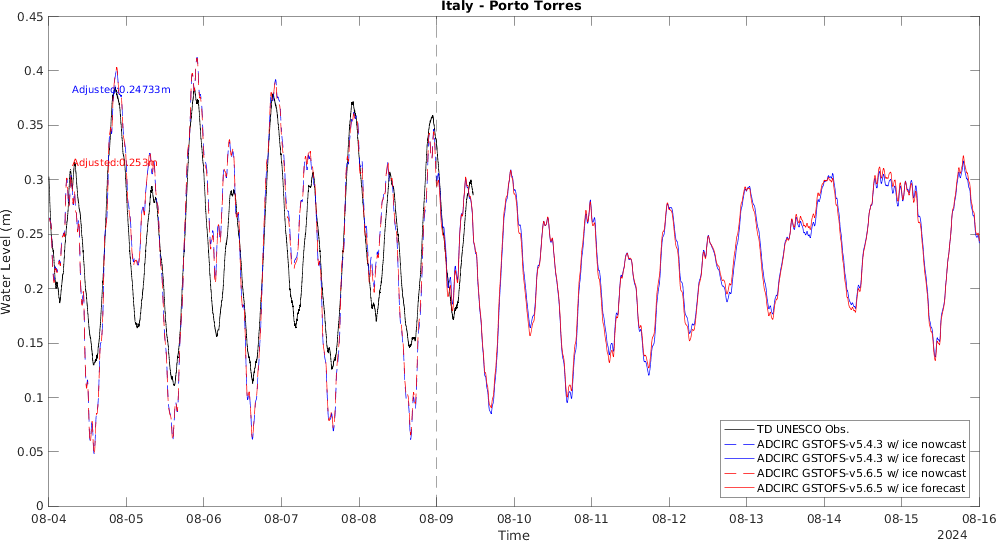 Italy - Porto Torres
Water Level (m)
0.45
0.4
0.35
0.3
0.25
0.2
0.15
0.1
0.05
0
Adjusted:0.24733m
Adjusted:0.253m
TD UNESCO Obs.
ADCIRC GSTOFS-v5.4.3 w/ ice nowcast
ADCIRC GSTOFS-v5.4.3 w/ ice forecast
ADCIRC GSTOFS-v5.6.5 w/ ice nowcast
ADCIRC GSTOFS-v5.6.5 w/ ice forecast
08-04 08-05 08-06 08-07 08-08 08-09 08-10 08-11 08-12 08-13 08-14 08-15 08-16
Time
2024